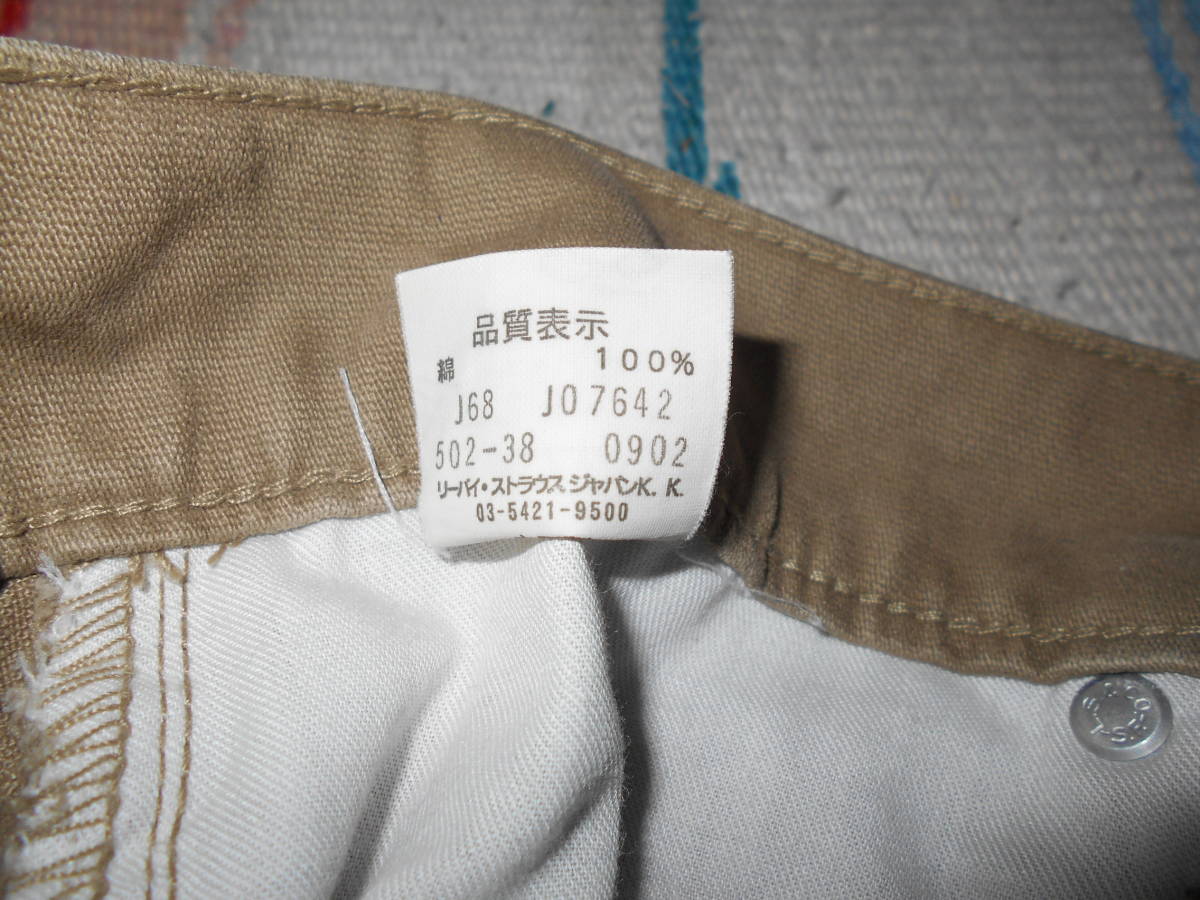 品質表示
綿 100%
J68 J07642
502-38 0902
リーバイ・ストラウス ジャパンK. K.
03-5421-9500